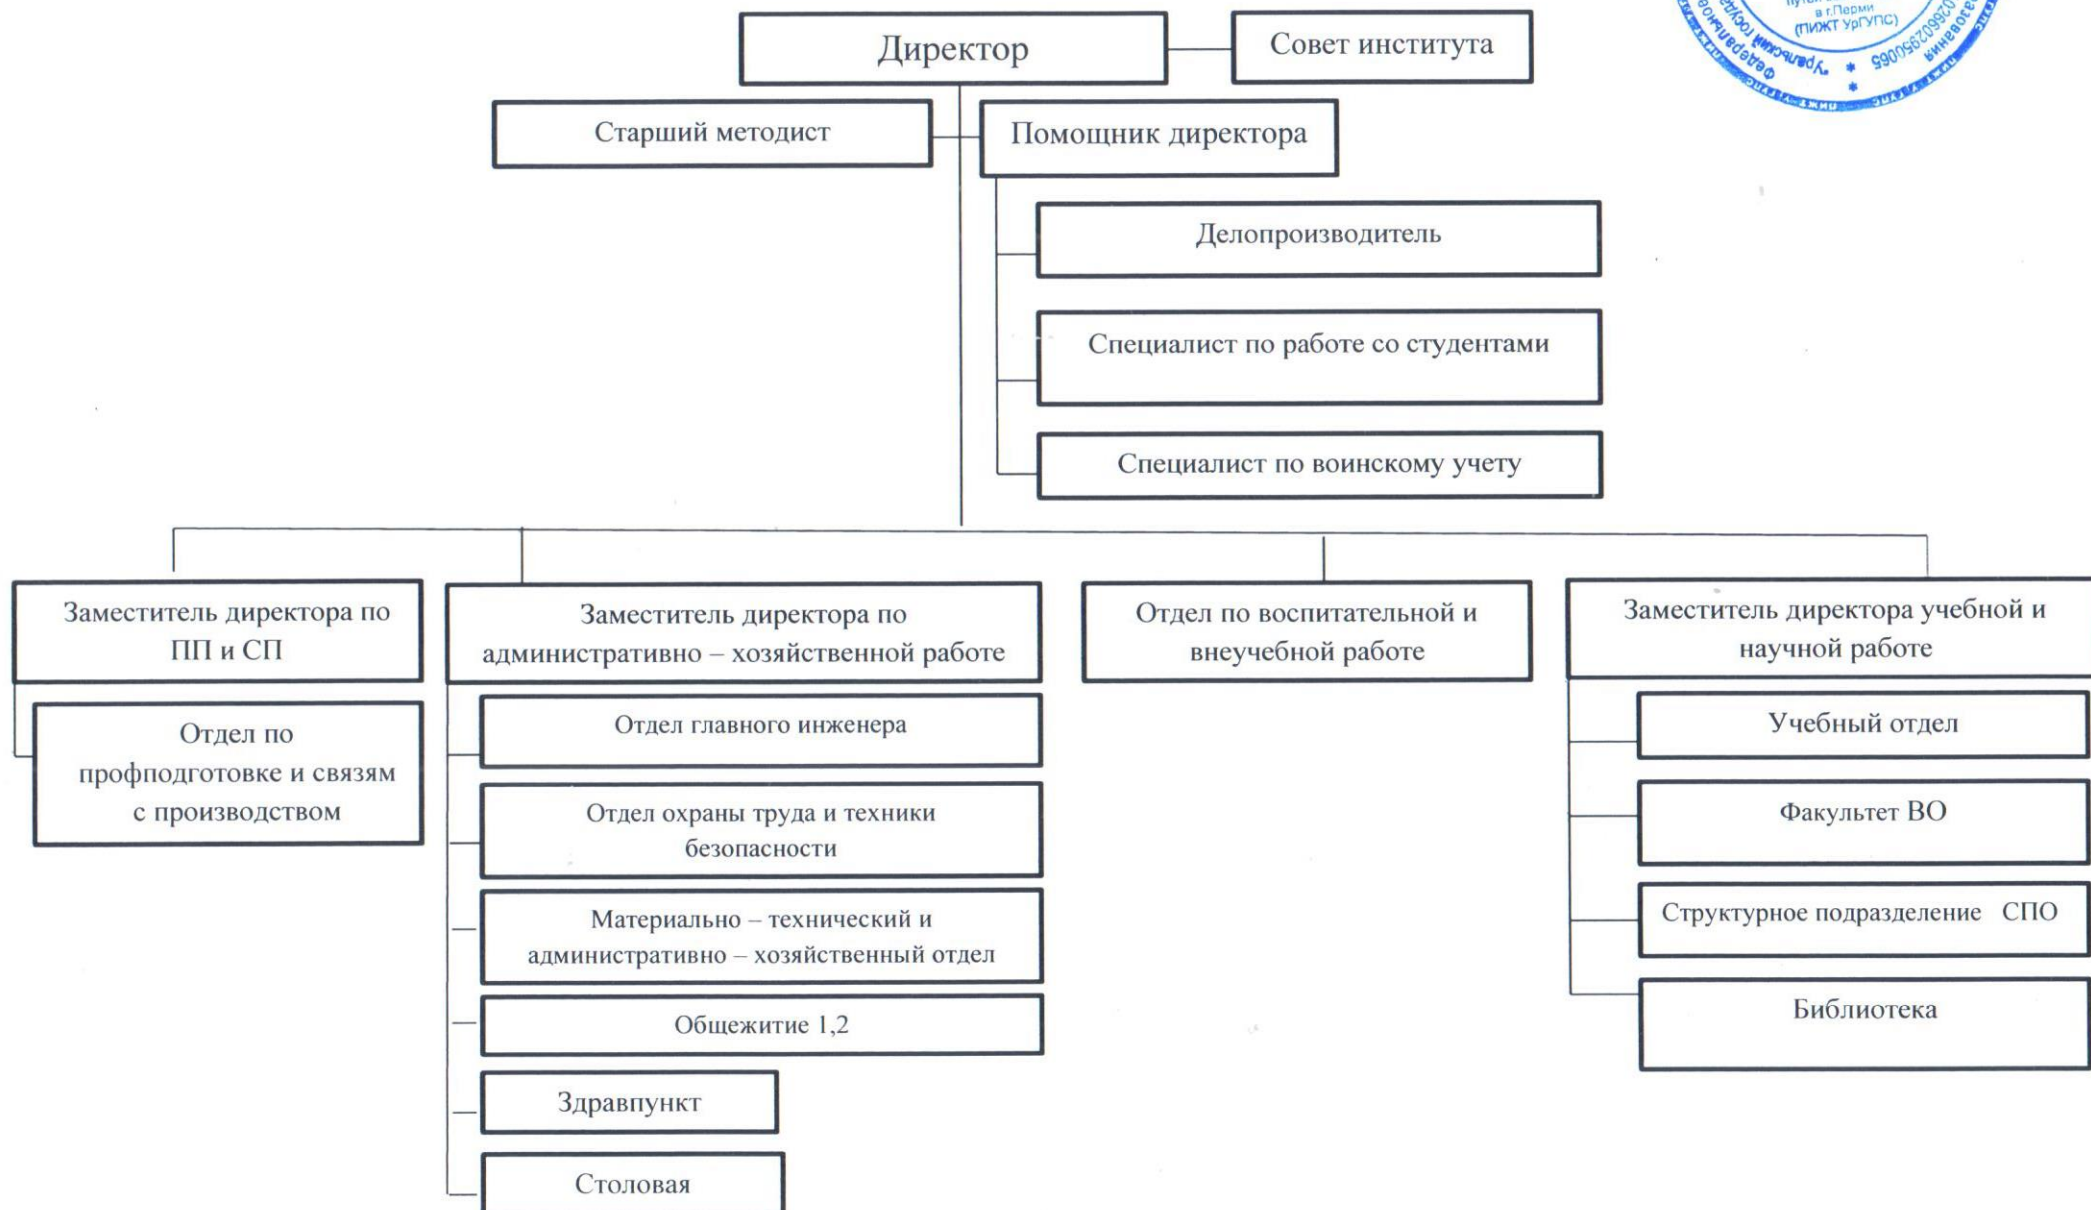 Директор
Совет института
Старший методист
Помощник директора
Делопроизводитель
Специалист по работе со студентами
Специалист по воинскому учету
Заместитель директора по
ПП и СП
Отдел по
профподготовке и связям
с производством
Заместитель директора по
административно – хозяйственной работе
Отдел главного инженера
Отдел охраны труда и техники
безопасности
Материально – технический и
административно – хозяйственный отдел
Общежитие 1,2
Здравпункт
Столовая
Отдел по воспитательной и
внеучебной работе
Заместитель директора учебной и
научной работе
Учебный отдел
Факультет ВО
Структурное подразделение СПО
Библиотека
в г.Перми
(ПИЖТ УрГУПС)
"Уральский